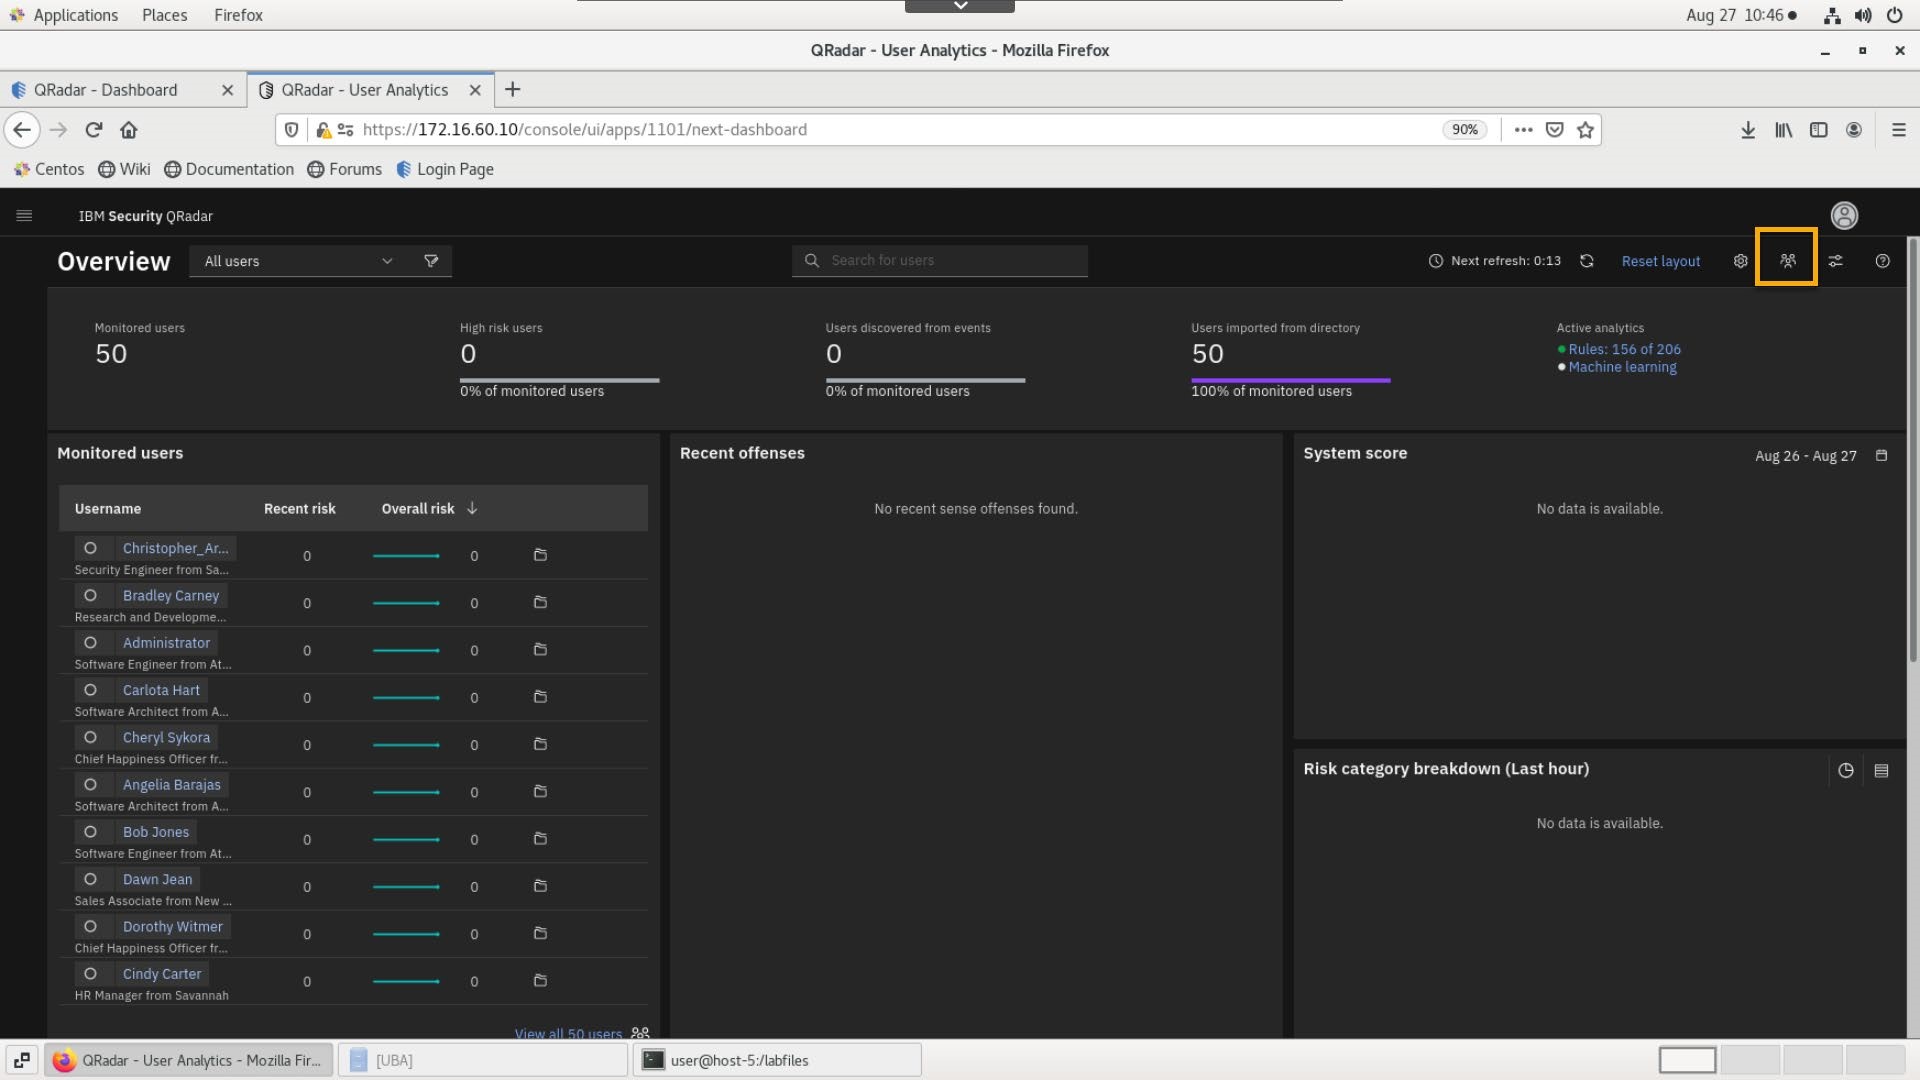 Applications Places Firefox
Aug 27 10:46
QRadar - User Analytics - Mozilla Firefox
QRadar - Dashboard
QRadar - User Analytics
https://172.16.60.10/console/ui/apps/1101/next-dashboard
90%
Centos Wiki Documentation Forums Login Page
IBM Security QRadar
Overview
All users
Search for users
Next refresh: 0:13
Reset layout
Monitored users
50
High risk users
0
0% of monitored users
Users discovered from events
0
0% of monitored users
Users imported from directory
50
100% of monitored users
Active analytics
Rules: 156 of 206
Machine learning
Monitored users
Username Recent risk Overall risk
Christopher_Ar... 0 0
Security Engineer from Sa...
Bradley Carney 0 0
Research and Developme...
Administrator 0 0
Software Engineer from At...
Carlota Hart 0 0
Software Architect from A...
Cheryl Sykora 0 0
Chief Happiness Officer fr...
Angelia Barajas 0 0
Software Architect from A...
Bob Jones 0 0
Software Engineer from At...
Dawn Jean 0 0
Sales Associate from New ...
Dorothy Witmer 0 0
Chief Happiness Officer fr...
Cindy Carter 0 0
HR Manager from Savannah
View all 50 users
Recent offenses
No recent sense offenses found.
System score
Aug 26 - Aug 27
No data is available.
Risk category breakdown (Last hour)
No data is available.
QRadar - User Analytics - Mozilla Fir...
[UBA]
user@host-5:/labfiles